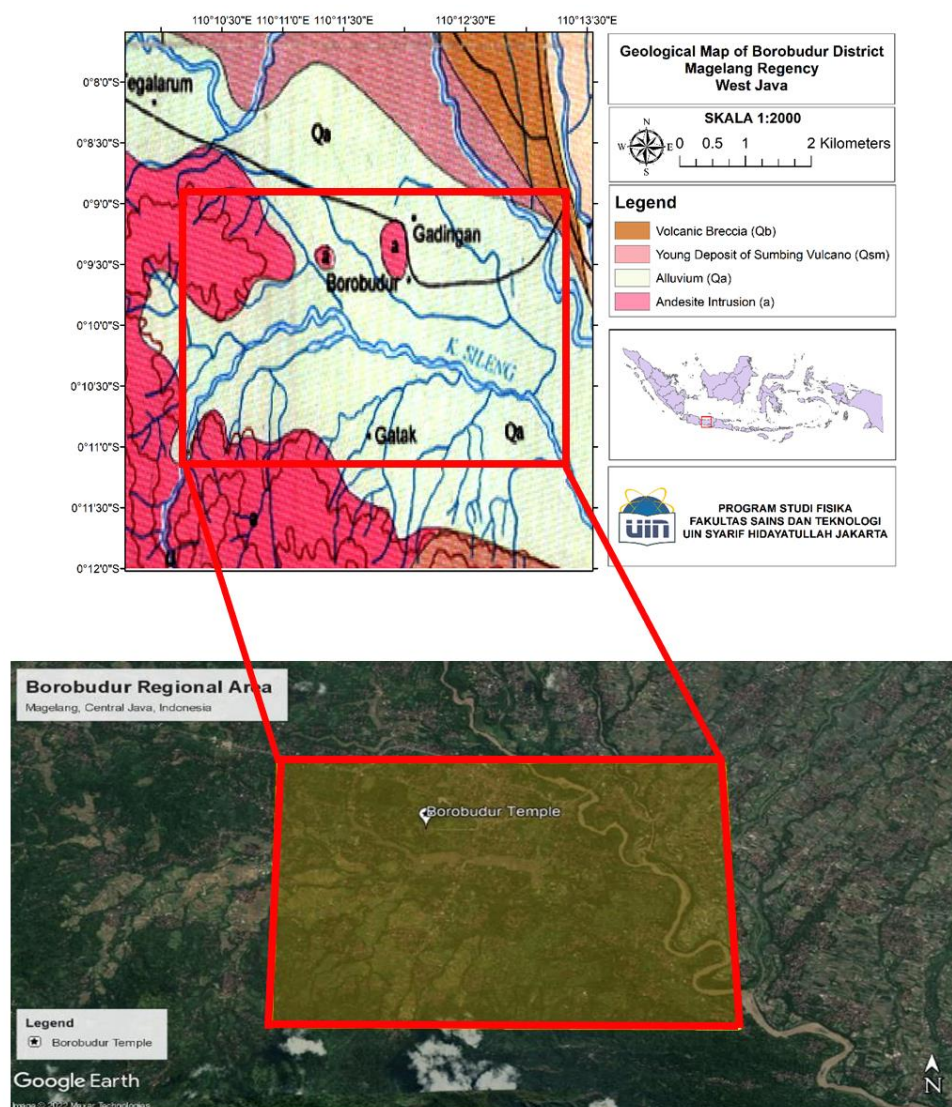 110°10'30"E 110°11'0"E 110°11'30"E 110°12'30"E 110°13'30"E
0°8'0"S
0°8'30"S
0°9'0"S
0°9'30"S
0°10'0"S
0°10'30"S
0°11'0"S
0°11'30"S
0°12'0"S
egalarum
Qa
Gadingan
a
a
Borobudur
K. SILENG
Gatak
Qa
Geological Map of Borobudur District
Magelang Regency
West Java
SKALA 1:2000
N
W E
S
0 0.5 1 2 Kilometers
Legend
Volcanic Breccia (Qb)
Young Deposit of Sumbing Vulcano (Qsm)
Alluvium (Qa)
Andesite Intrusion (a)
UIN
PROGRAM STUDI FISIKA
FAKULTAS SAINS DAN TEKNOLOGI
UIN SYARIF HIDAYATULLAH JAKARTA
Borobudur Regional Area
Magelang, Central Java, Indonesia
Borobudur Temple
Legend
Borobudur Temple
Google Earth
Image © 2022 Maxar Technologies
N